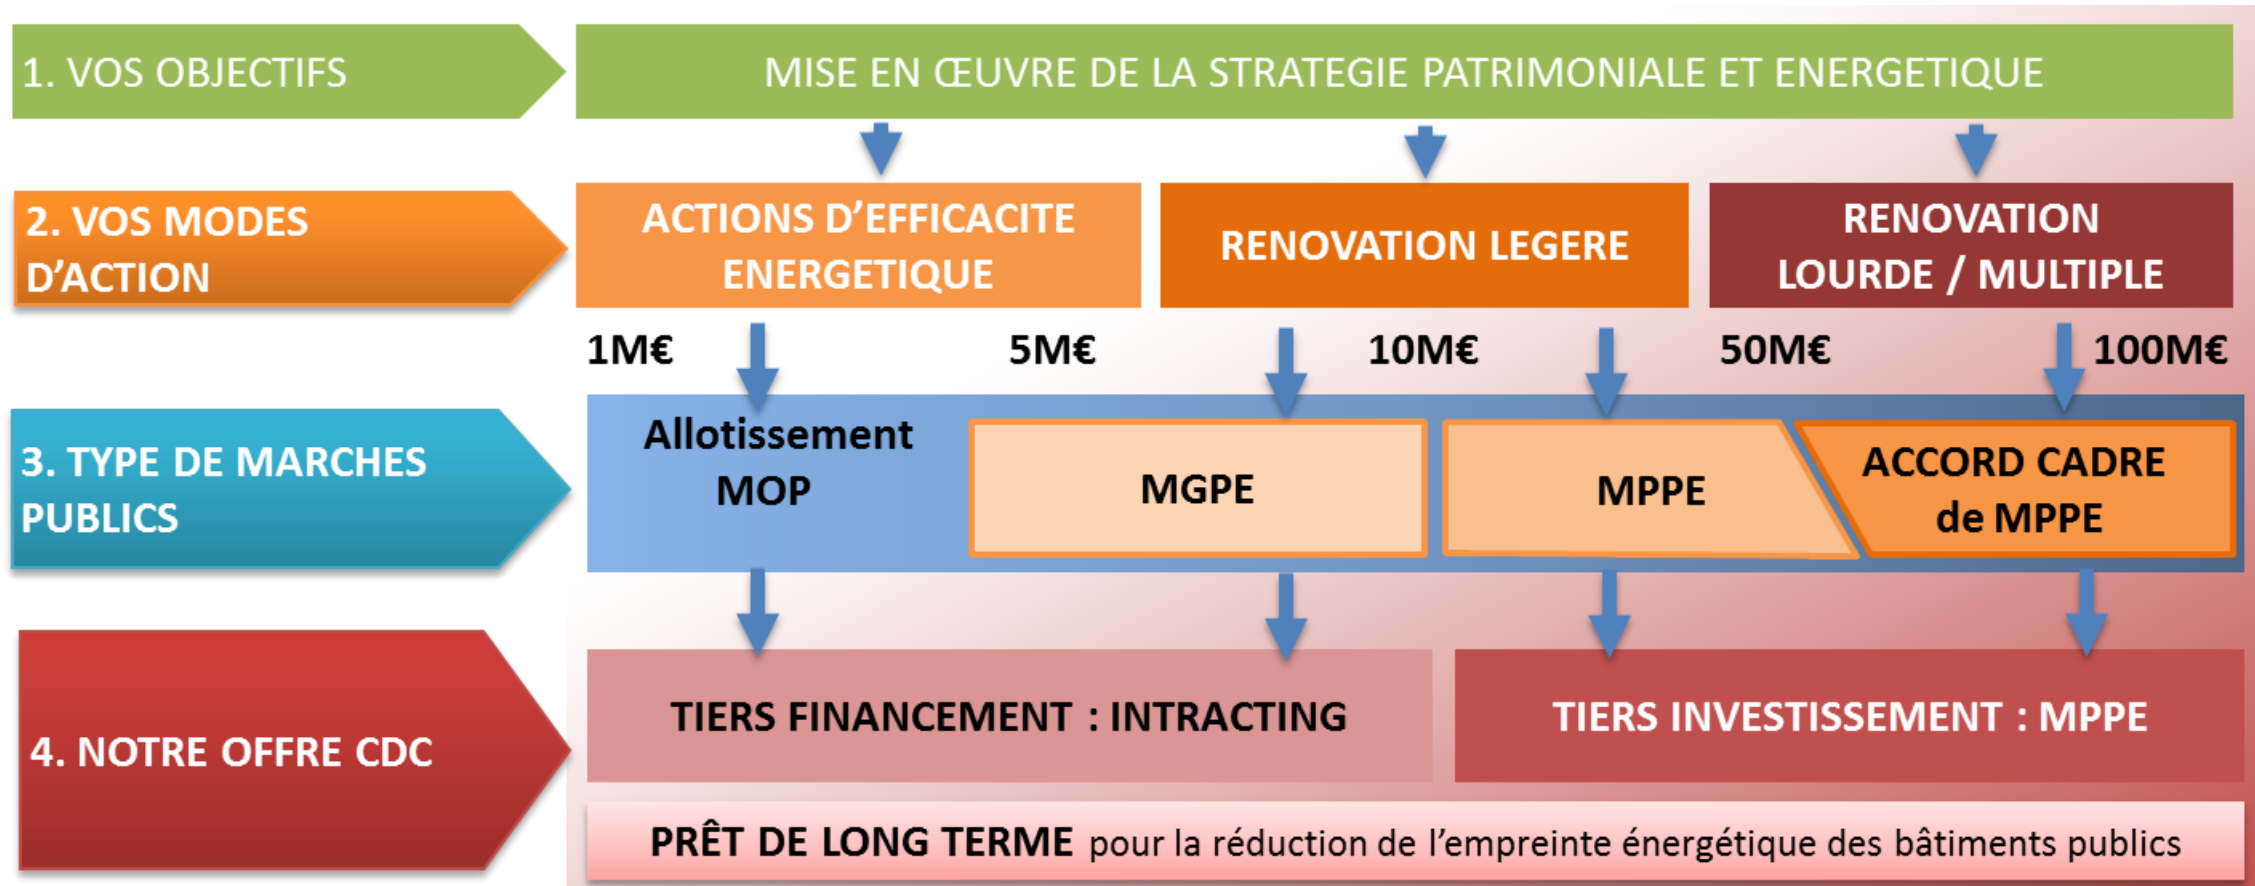 1. VOS OBJECTIFS
MISE EN ŒUVRE DE LA STRATEGIE PATRIMONIALE ET ENERGETIQUE
2. VOS MODES
D’ACTION
ACTIONS D’EFFICACITE
ENERGETIQUE
RENOVATION LEGERE
RENOVATION
LOURDE / MULTIPLE
1M€
5M€
10M€
50M€
100M€
3. TYPE DE MARCHES
PUBLICS
Allotissement
MOP
MGPE
MPPE
ACCORD CADRE
de MPPE
4. NOTRE OFFRE CDC
TIERS FINANCEMENT : INTRACTING
TIERS INVESTISSEMENT : MPPE
PRÊT DE LONG TERME pour la réduction de l’empreinte énergétique des bâtiments publics